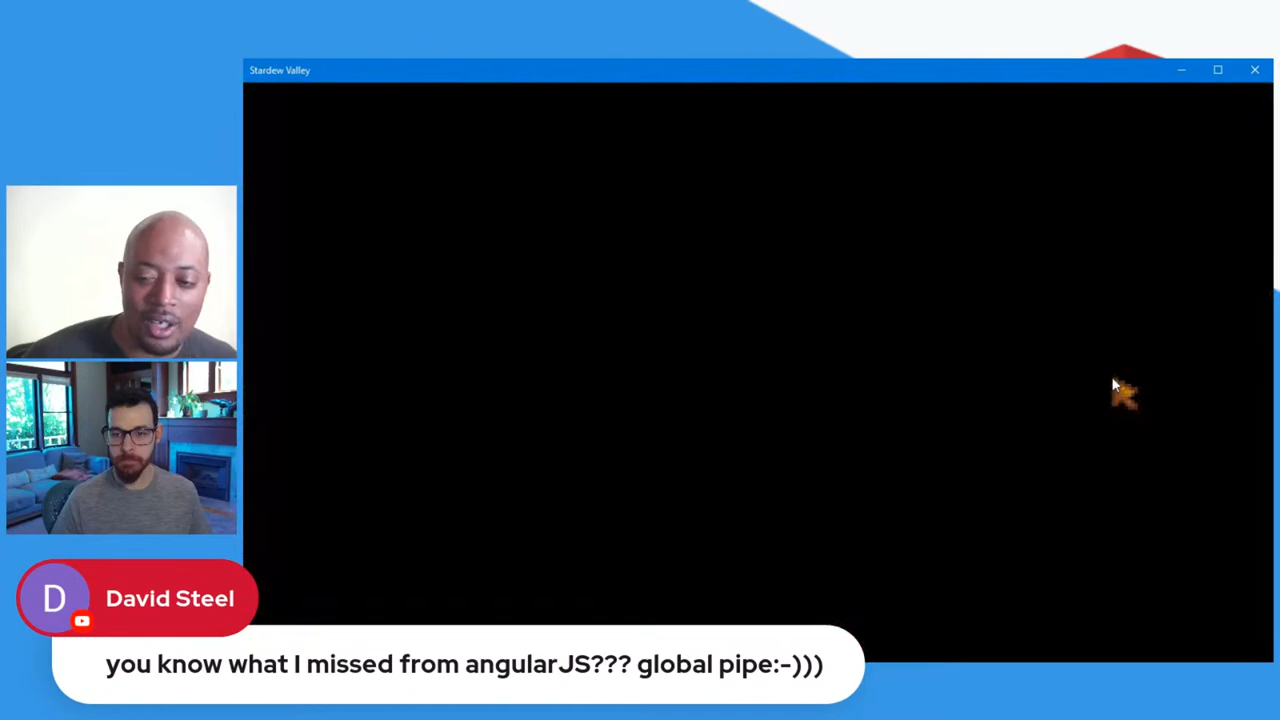 Stardew Valley
D
David Steel
you know what I missed from angularJS??? global pipe:-)))